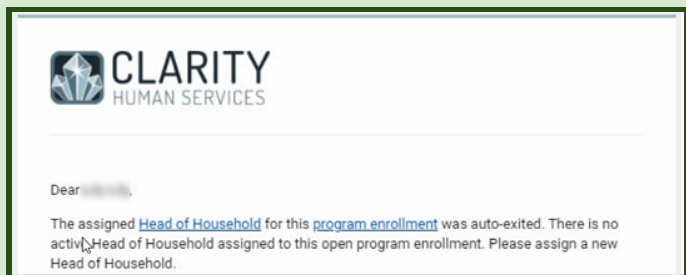 CLARITY
HUMAN SERVICES
Dear ,
The assigned Head of Household for this program enrollment was auto-exited. There is no
active Head of Household assigned to this open program enrollment. Please assign a new
Head of Household.